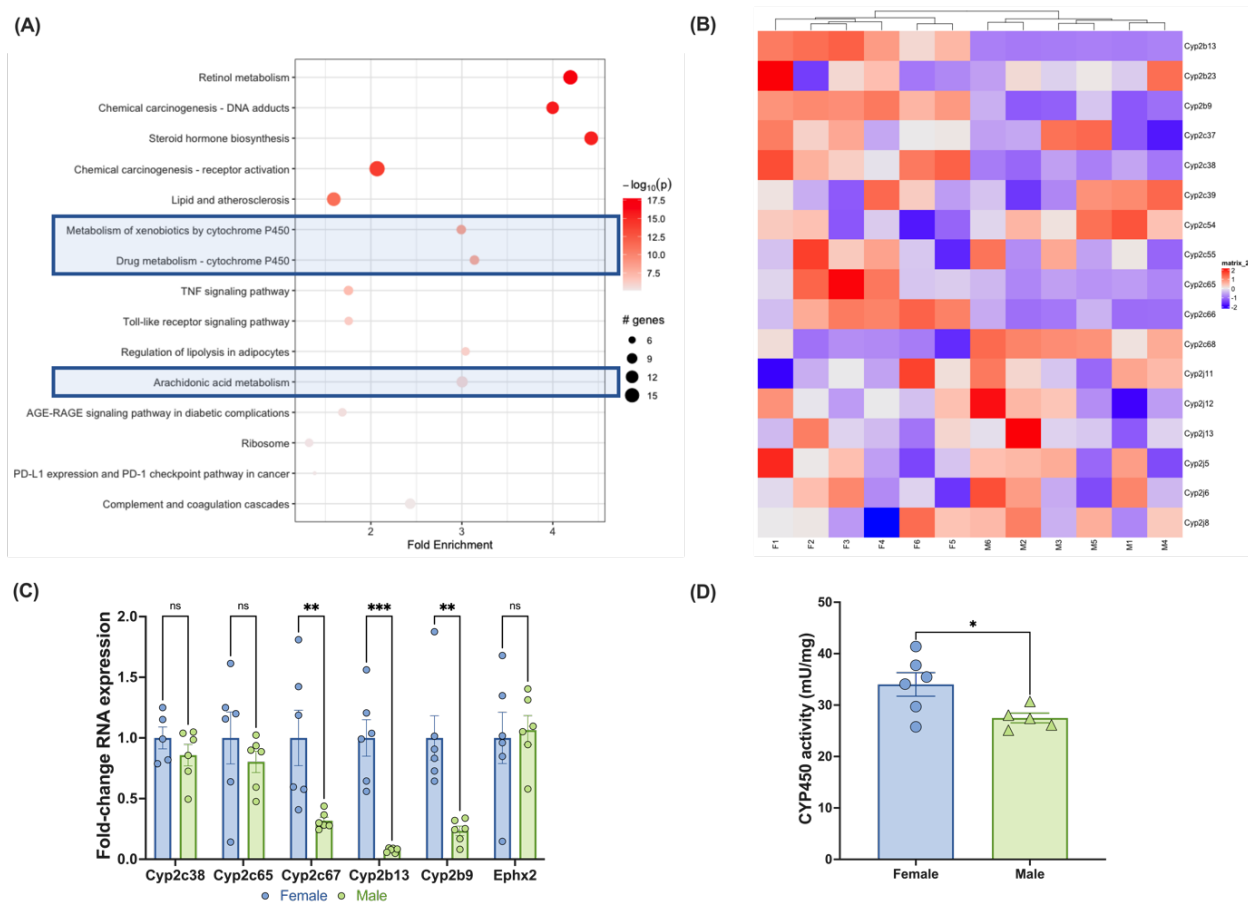 (A)
Retinol metabolism
Chemical carcinogenesis - DNA adducts
Steroid hormone biosynthesis
Chemical carcinogenesis - receptor activation
Lipid and atherosclerosis
Metabolism of xenobiotics by cytochrome P450
Drug metabolism - cytochrome P450
TNF signaling pathway
Toll-like receptor signaling pathway
Regulation of lipolysis in adipocytes
Arachidonic acid metabolism
AGE-RAGE signaling pathway in diabetic complications
Ribosome
PD-L1 expression and PD-1 checkpoint pathway in cancer
Complement and coagulation cascades
2 3 4
Fold Enrichment
−log10(p)
17.5
15.0
12.5
10.0
7.5
# genes
6
9
12
15
(B)
Cyp2b13
Cyp2b23
Cyp2b9
Cyp2c37
Cyp2c38
Cyp2c39
Cyp2c54
Cyp2c55
Cyp2c65
Cyp2c66
Cyp2c68
Cyp2j11
Cyp2j12
Cyp2j13
Cyp2j5
Cyp2j6
Cyp2j8
F1 F2 F3 F4 F6 F5 M6 M2 M3 M5 M1 M4
matrix_2
2
1
0
-1
-2
(C)
Fold-change RNA expression
2.0
1.5
1.0
0.5
0.0
ns ns ** *** ** ns
Cyp2c38 Cyp2c65 Cyp2c67 Cyp2b13 Cyp2b9 Ephx2
Female Male
(D)
CYP450 activity (mU/mg)
50
40
30
20
10
0
*
Female Male